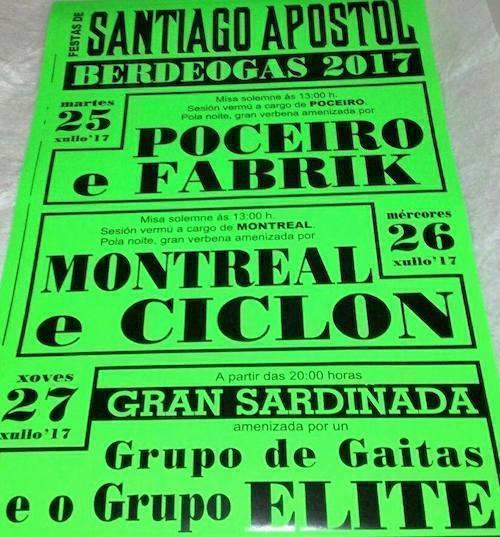 FESTAS DE
SANTIAGO APOSTOL
BERDEOGAS 2017
martes
25
xullo'17
Misa solemne ás 13:00 h.
Sesión vermú a cargo de POCEIRO.
Pola noite, gran verbena amenizada por
POCEIRO
e FABRIK
Misa solemne ás 13:00 h.
Sesión vermú a cargo de MONTREAL.
Pola noite, gran verbena amenizada por
mércores
26
xullo'17
MONTREAL
e CICLON
xoves
27
xullo'17
A partir das 20:00 horas
GRAN SARDIÑADA
amenizada por un
Grupo de Gaitas
e o Grupo ELITE